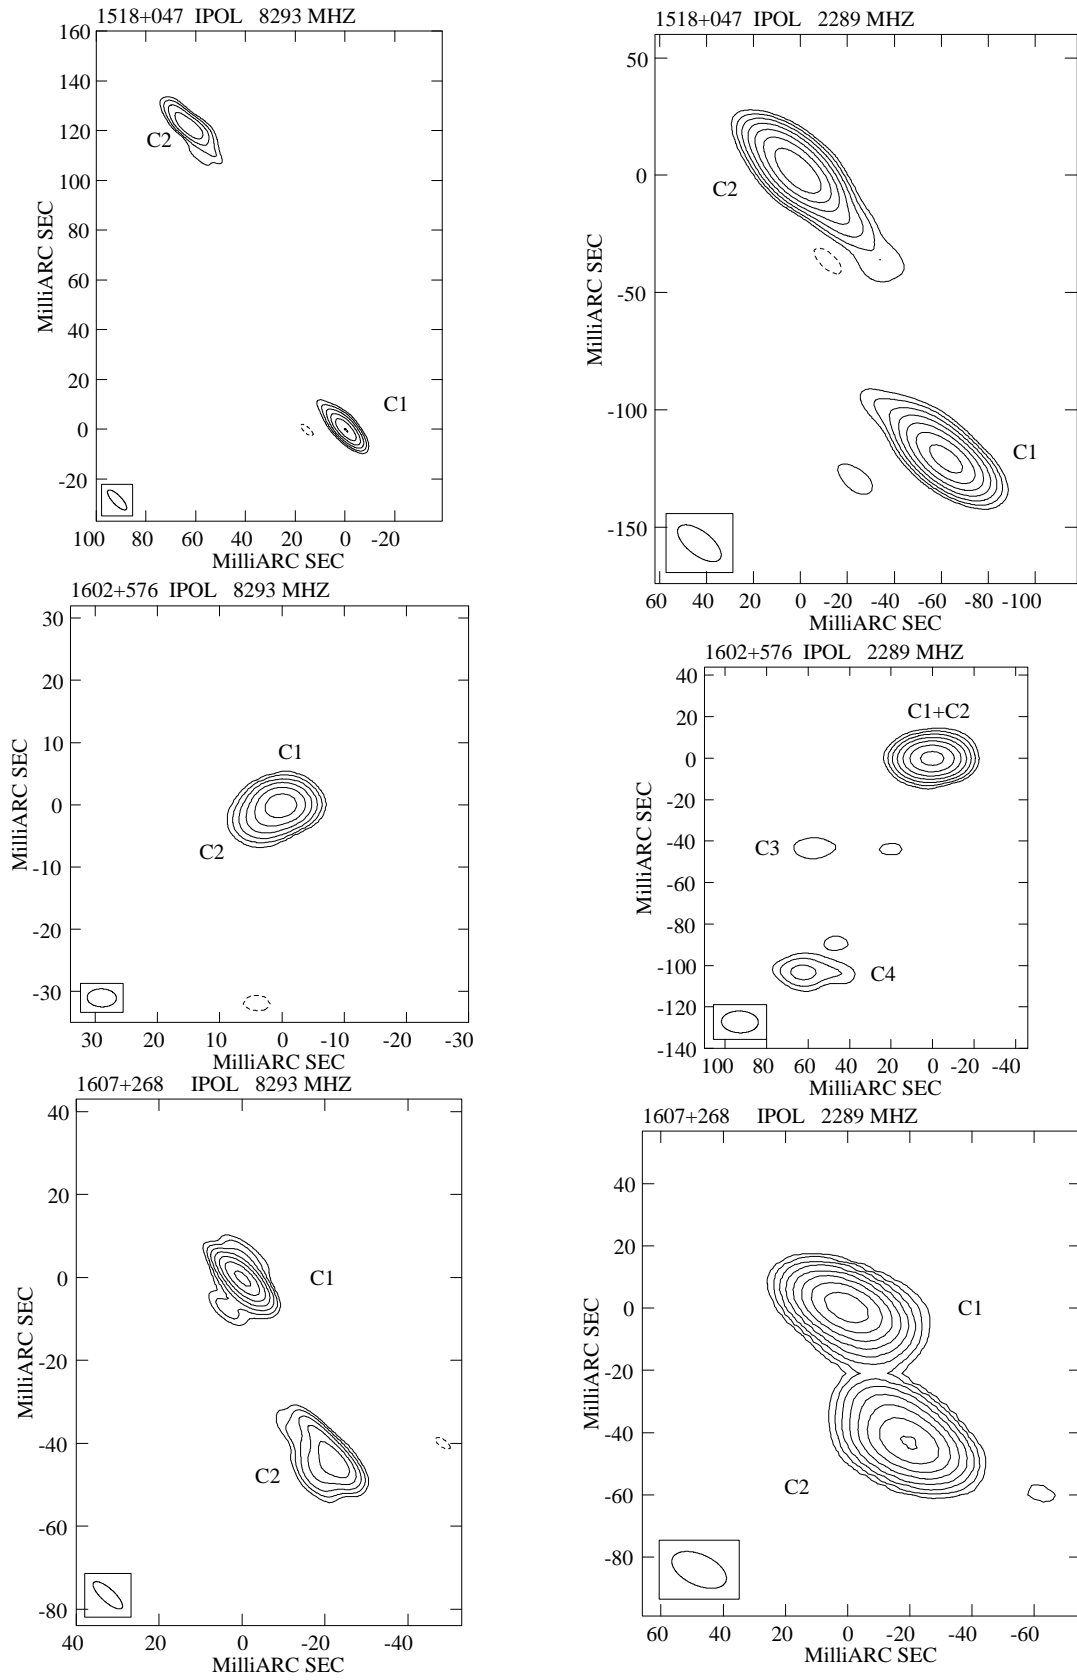 1518+047 IPOL 8293 MHZ
160
140
120
100
80
60
40
20
0
-20
C2
C1
MilliARC SEC
100 80 60 40 20 0 -20
MilliARC SEC
1518+047 IPOL 2289 MHZ
50
0
-50
-100
-150
C2
C1
MilliARC SEC
60 40 20 0 -20 -40 -60 -80 -100
MilliARC SEC
1602+576 IPOL 8293 MHZ
30
20
10
0
-10
-20
-30
C1
C2
MilliARC SEC
30 20 10 0 -10 -20 -30
MilliARC SEC
1602+576 IPOL 2289 MHZ
40
20
0
-20
-40
-60
-80
-100
-120
-140
C1+C2
C3
C4
MilliARC SEC
100 80 60 40 20 0 -20 -40
MilliARC SEC
1607+268 IPOL 8293 MHZ
40
20
0
-20
-40
-60
-80
C1
C2
MilliARC SEC
40 20 0 -20 -40
MilliARC SEC
1607+268 IPOL 2289 MHZ
40
20
0
-20
-40
-60
-80
C1
C2
MilliARC SEC
60 40 20 0 -20 -40 -60
MilliARC SEC